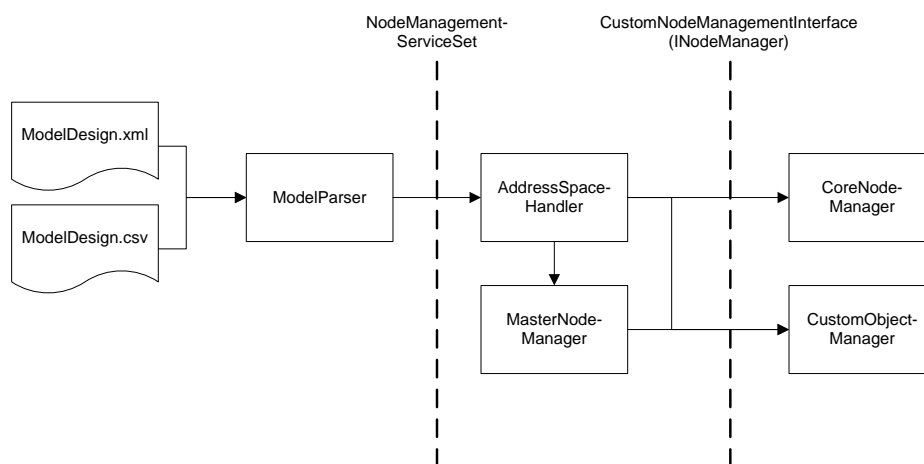 NodeManagement-
ServiceSet
CustomNodeManagementInterface
(INodeManager)
ModelDesign.xml
ModelDesign.csv
ModelParser
AddressSpace-
Handler
MasterNode-
Manager
CoreNode-
Manager
CustomObject-
Manager